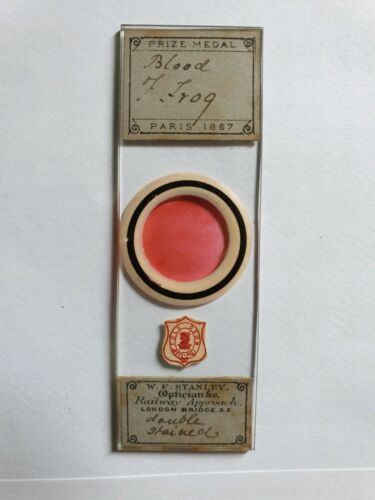 PRIZE MEDAL
Blood
of Frog
PARIS 1867
W. F. STANLEY,
Optician &c.
Railway Approach,
LONDON BRIDGE, S.E.
double
stained